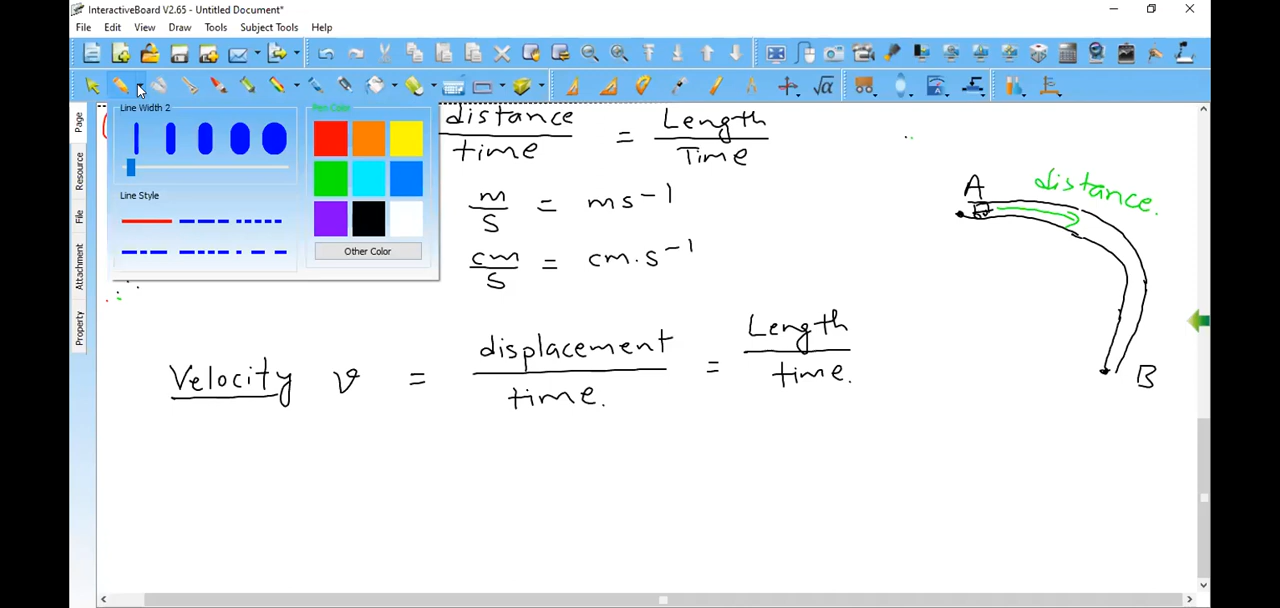 InteractiveBoard V2.65 - Untitled Document*
File Edit View Draw Tools Subject Tools Help
Line Width 2
Pen Color
Line Style
Other Color
Page
Resource
File
Attachment
Property
distance / time = Length / Time
m / s = ms⁻¹
cm / s = cm.s⁻¹
Velocity v = displacement / time. = Length / time.
A
distance.
B